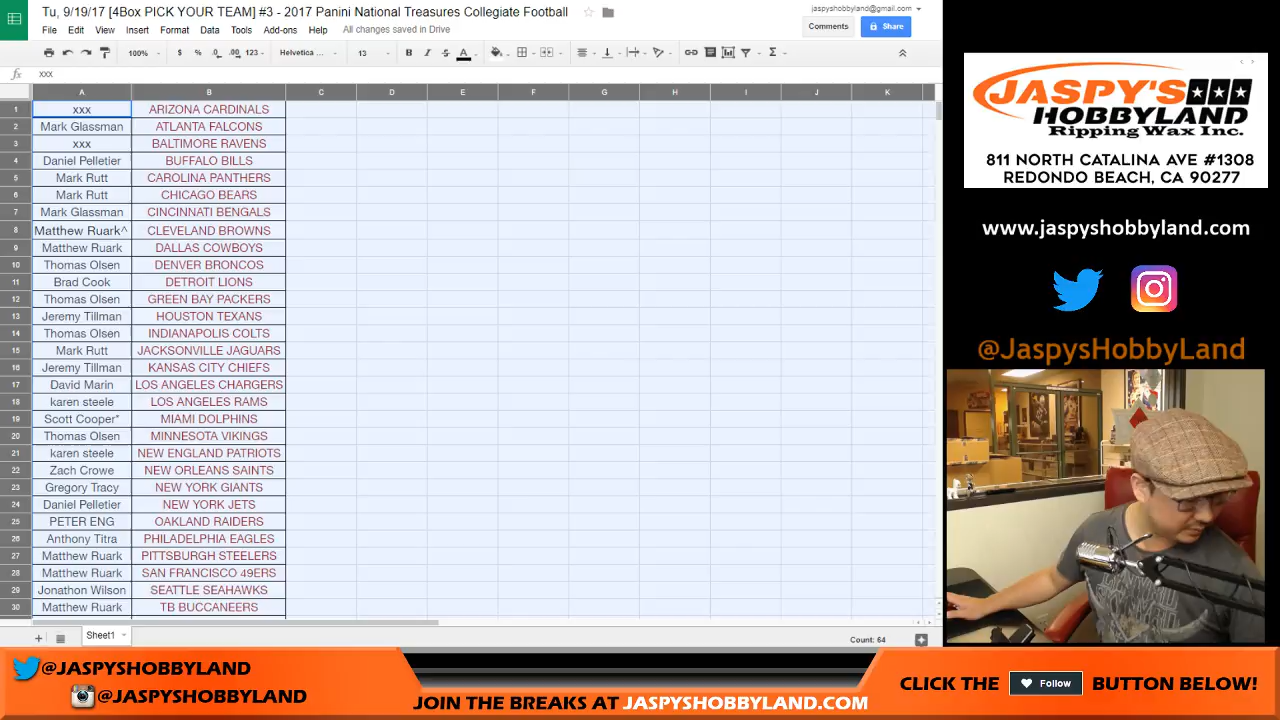 Tu, 9/19/17 [4Box PICK YOUR TEAM] #3 - 2017 Panini National Treasures Collegiate Football
jaspyshobbyland@gmail.com
File Edit View Insert Format Data Tools Add-ons Help All changes saved in Drive
Comments
Share
100% $ % .0 .00 123 Helvetica ... 13 B I S A
fx xxx
A B C D E F G H I J K
1 xxx ARIZONA CARDINALS
2 Mark Glassman ATLANTA FALCONS
3 xxx BALTIMORE RAVENS
4 Daniel Pelletier BUFFALO BILLS
5 Mark Rutt CAROLINA PANTHERS
6 Mark Rutt CHICAGO BEARS
7 Mark Glassman CINCINNATI BENGALS
8 Matthew Ruark^ CLEVELAND BROWNS
9 Matthew Ruark DALLAS COWBOYS
10 Thomas Olsen DENVER BRONCOS
11 Brad Cook DETROIT LIONS
12 Thomas Olsen GREEN BAY PACKERS
13 Jeremy Tillman HOUSTON TEXANS
14 Thomas Olsen INDIANAPOLIS COLTS
15 Mark Rutt JACKSONVILLE JAGUARS
16 Jeremy Tillman KANSAS CITY CHIEFS
17 David Marin LOS ANGELES CHARGERS
18 karen steele LOS ANGELES RAMS
19 Scott Cooper* MIAMI DOLPHINS
20 Thomas Olsen MINNESOTA VIKINGS
21 karen steele NEW ENGLAND PATRIOTS
22 Zach Crowe NEW ORLEANS SAINTS
23 Gregory Tracy NEW YORK GIANTS
24 Daniel Pelletier NEW YORK JETS
25 PETER ENG OAKLAND RAIDERS
26 Anthony Titra PHILADELPHIA EAGLES
27 Matthew Ruark PITTSBURGH STEELERS
28 Matthew Ruark SAN FRANCISCO 49ERS
29 Jonathon Wilson SEATTLE SEAHAWKS
30 Matthew Ruark TB BUCCANEERS
Sheet1
Count: 64
JASPY'S
HOBBYLAND
Ripping Wax Inc.
811 NORTH CATALINA AVE #1308
REDONDO BEACH, CA 90277
www.jaspyshobbyland.com
@JaspysHobbyLand
@JASPYSHOBBYLAND
@JASPYSHOBBYLAND
JOIN THE BREAKS AT JASPYSHOBBYLAND.COM
CLICK THE Follow BUTTON BELOW!